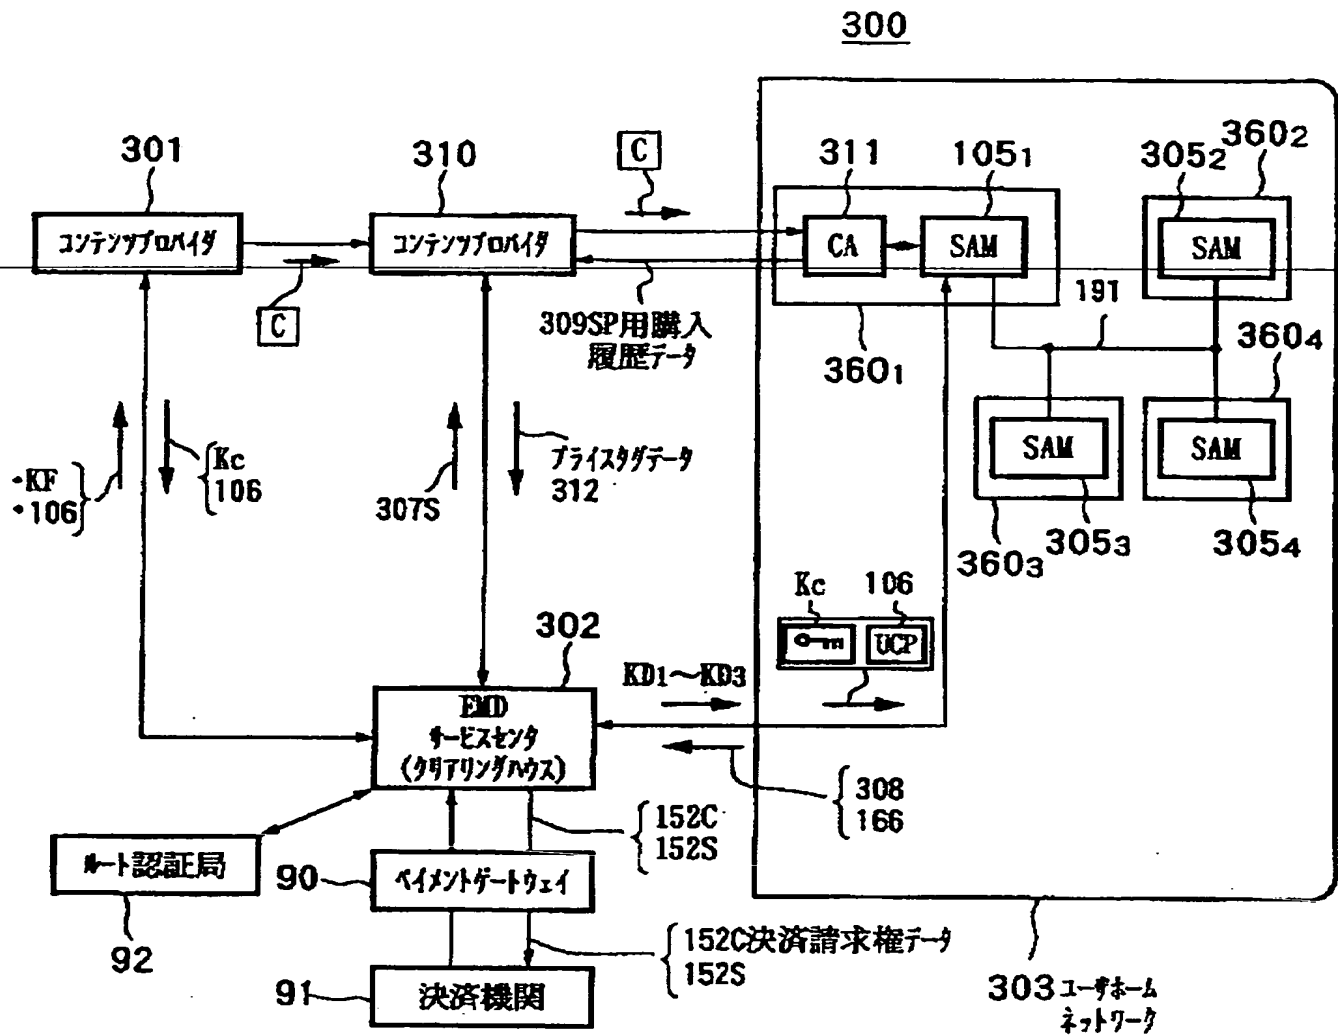 300
301
310
C
311
105₁
305₂
360₂
コンテンツプロバイダ
コンテンツプロバイダ
CA
SAM
SAM
C
309SP用購入
履歴データ
191
360₁
360₄
・KF
・106
Kc
106
307S
プライスタグデータ
312
SAM
SAM
360₃
305₃
305₄
Kc
106
UCP
302
KD₁〜KD₃
EMD
サービスセンタ
(クリアリングハウス)
308
166
152C
152S
ルート認証局
92
90
ペイメントゲートウェイ
152C決済請求権データ
152S
91
決済機関
303 ユーザホーム
ネットワーク